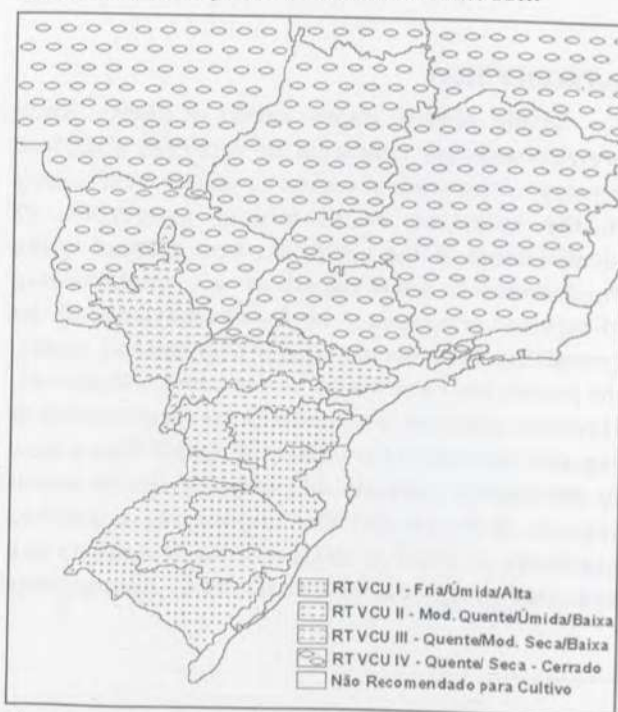 RT VCU I - Fria/Úmida/Alta
RT VCU II - Mod. Quente/Úmida/Baixa
RT VCU III - Quente/Mod. Seca/Baixa
RT VCU IV - Quente/ Seca - Cerrado
Não Recomendado para Cultivo